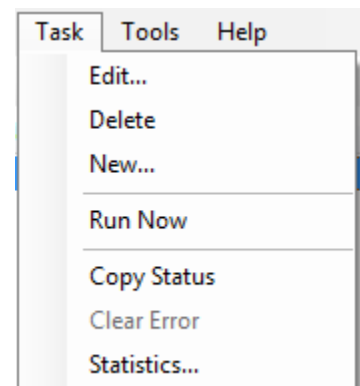 Task Tools Help
Edit...
Delete
New...
Run Now
Copy Status
Clear Error
Statistics...